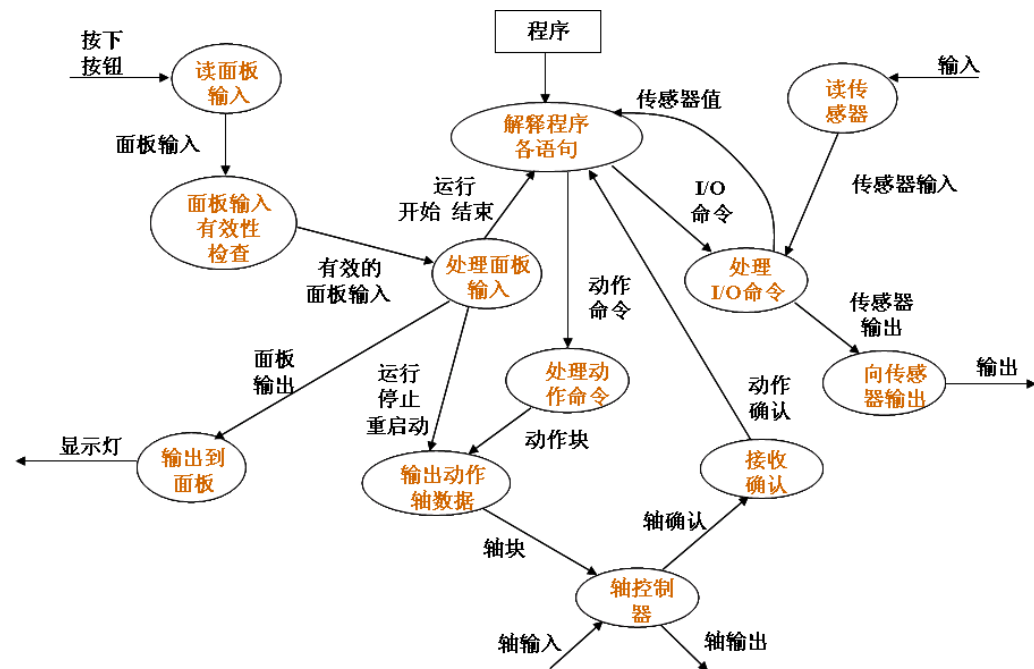 程序
按下
按钮
读面板
输入
输入
读传
感器
传感器值
解释程序
各语句
面板输入
运行
开始 结束
I/O
命令
传感器输入
面板输入
有效性
检查
有效的
面板输入
处理面板
输入
动作
命令
处理
I/O命令
传感器
输出
面板
输出
运行
停止
重启动
处理动
作命令
动作
确认
向传感
器输出
输出
显示灯
输出到
面板
动作块
输出动作
轴数据
接收
确认
轴块
轴确认
轴控制
器
轴输入
轴输出